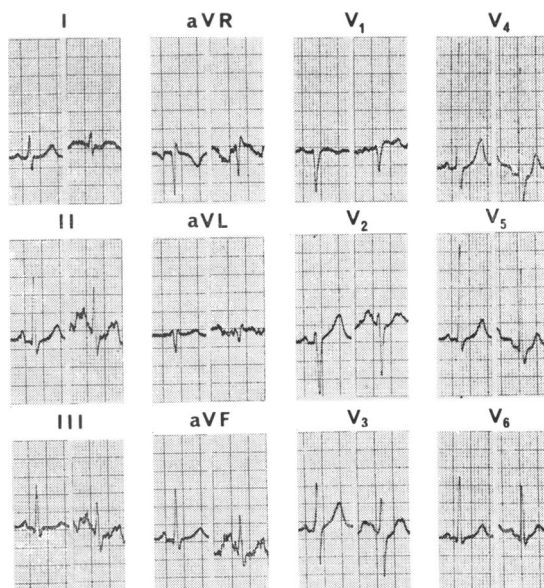 I aVR V₁ V₄
II aVL V₂ V₅
III aVF V₃ V₆